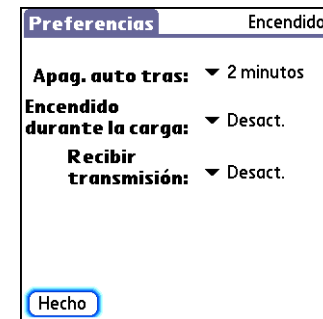 Preferencias Encendido
Apag. auto tras: 2 minutos
Encendido
durante la carga: Desact.
Recibir
transmisión: Desact.
Hecho